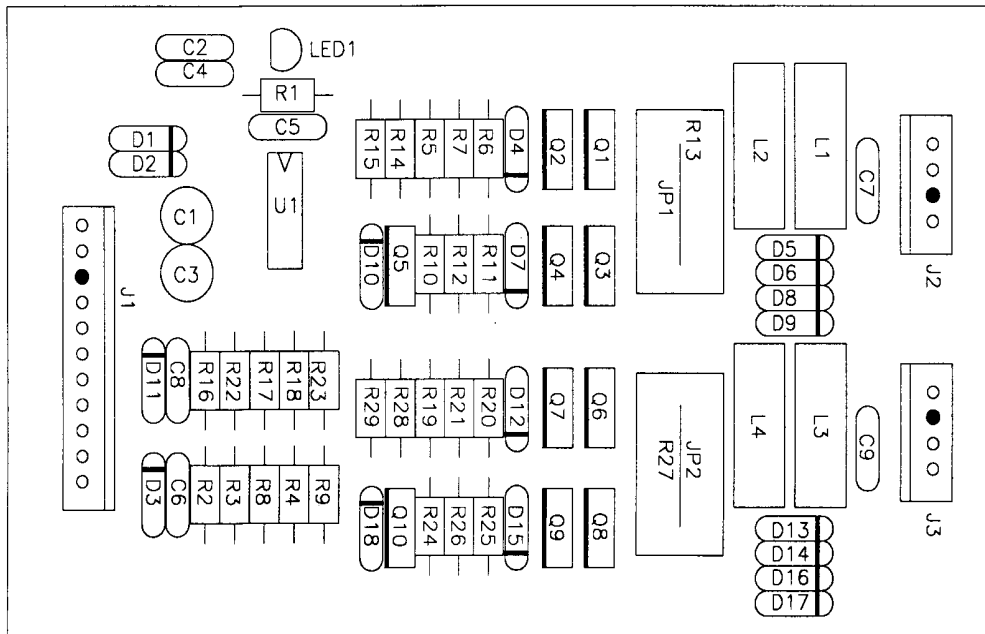 C2
C4
LED1
R1
C5
D1
D2
U1
C1
C3
J1
R15
R14
R5
R7
R6
D4
Q2
Q1
R13
JP1
L2
L1
C7
J2
D10
Q5
R10
R12
R11
D7
Q4
Q3
D5
D6
D8
D9
D11
C8
R16
R22
R17
R18
R23
R29
R28
R19
R21
R20
D12
Q7
Q6
JP2
R27
L4
L3
C9
J3
D3
C6
R2
R3
R8
R4
R9
D18
Q10
R24
R26
R25
D15
Q9
Q8
D13
D14
D16
D17